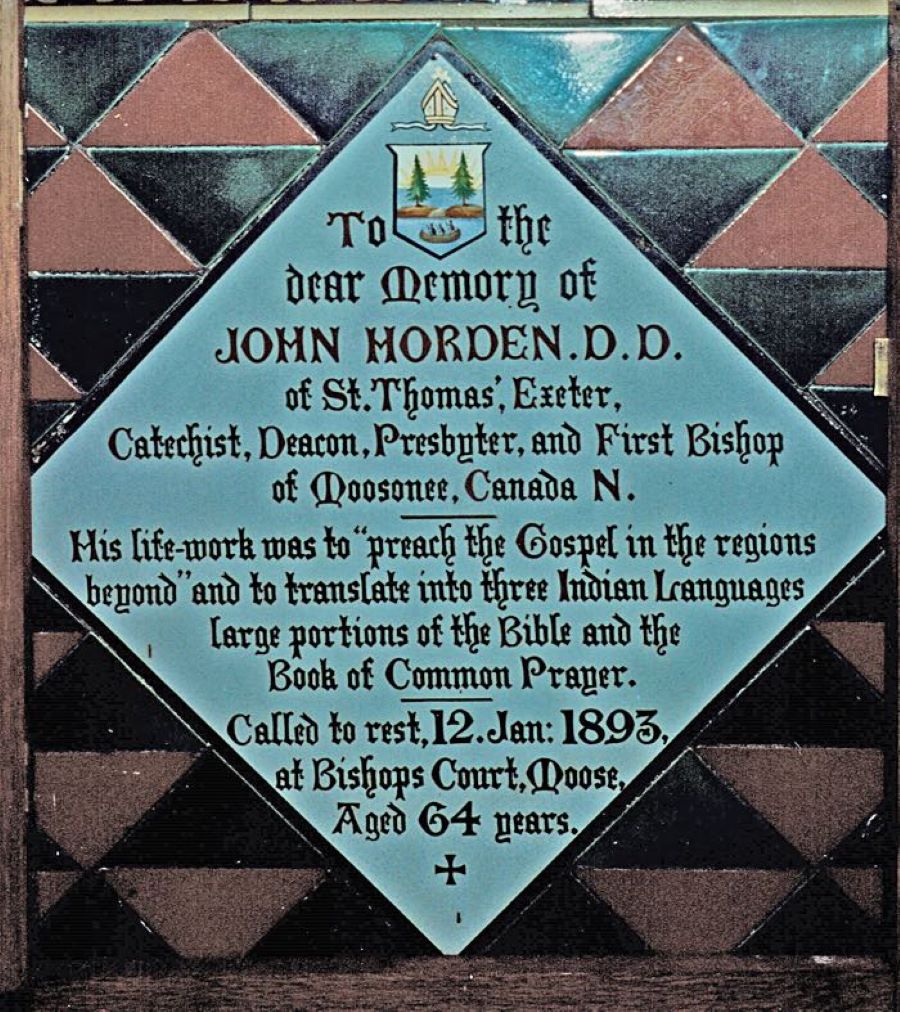 To the
dear Memory of
JOHN HORDEN. D. D.
of St. Thomas', Exeter,
Catechist, Deacon, Presbyter, and First Bishop
of Moosonee, Canada N.
His life-work was to "preach the Gospel in the regions
beyond" and to translate into three Indian Languages
large portions of the Bible and the
Book of Common Prayer.
Called to rest, 12. Jan: 1893,
at Bishops Court, Moose,
Aged 64 years.